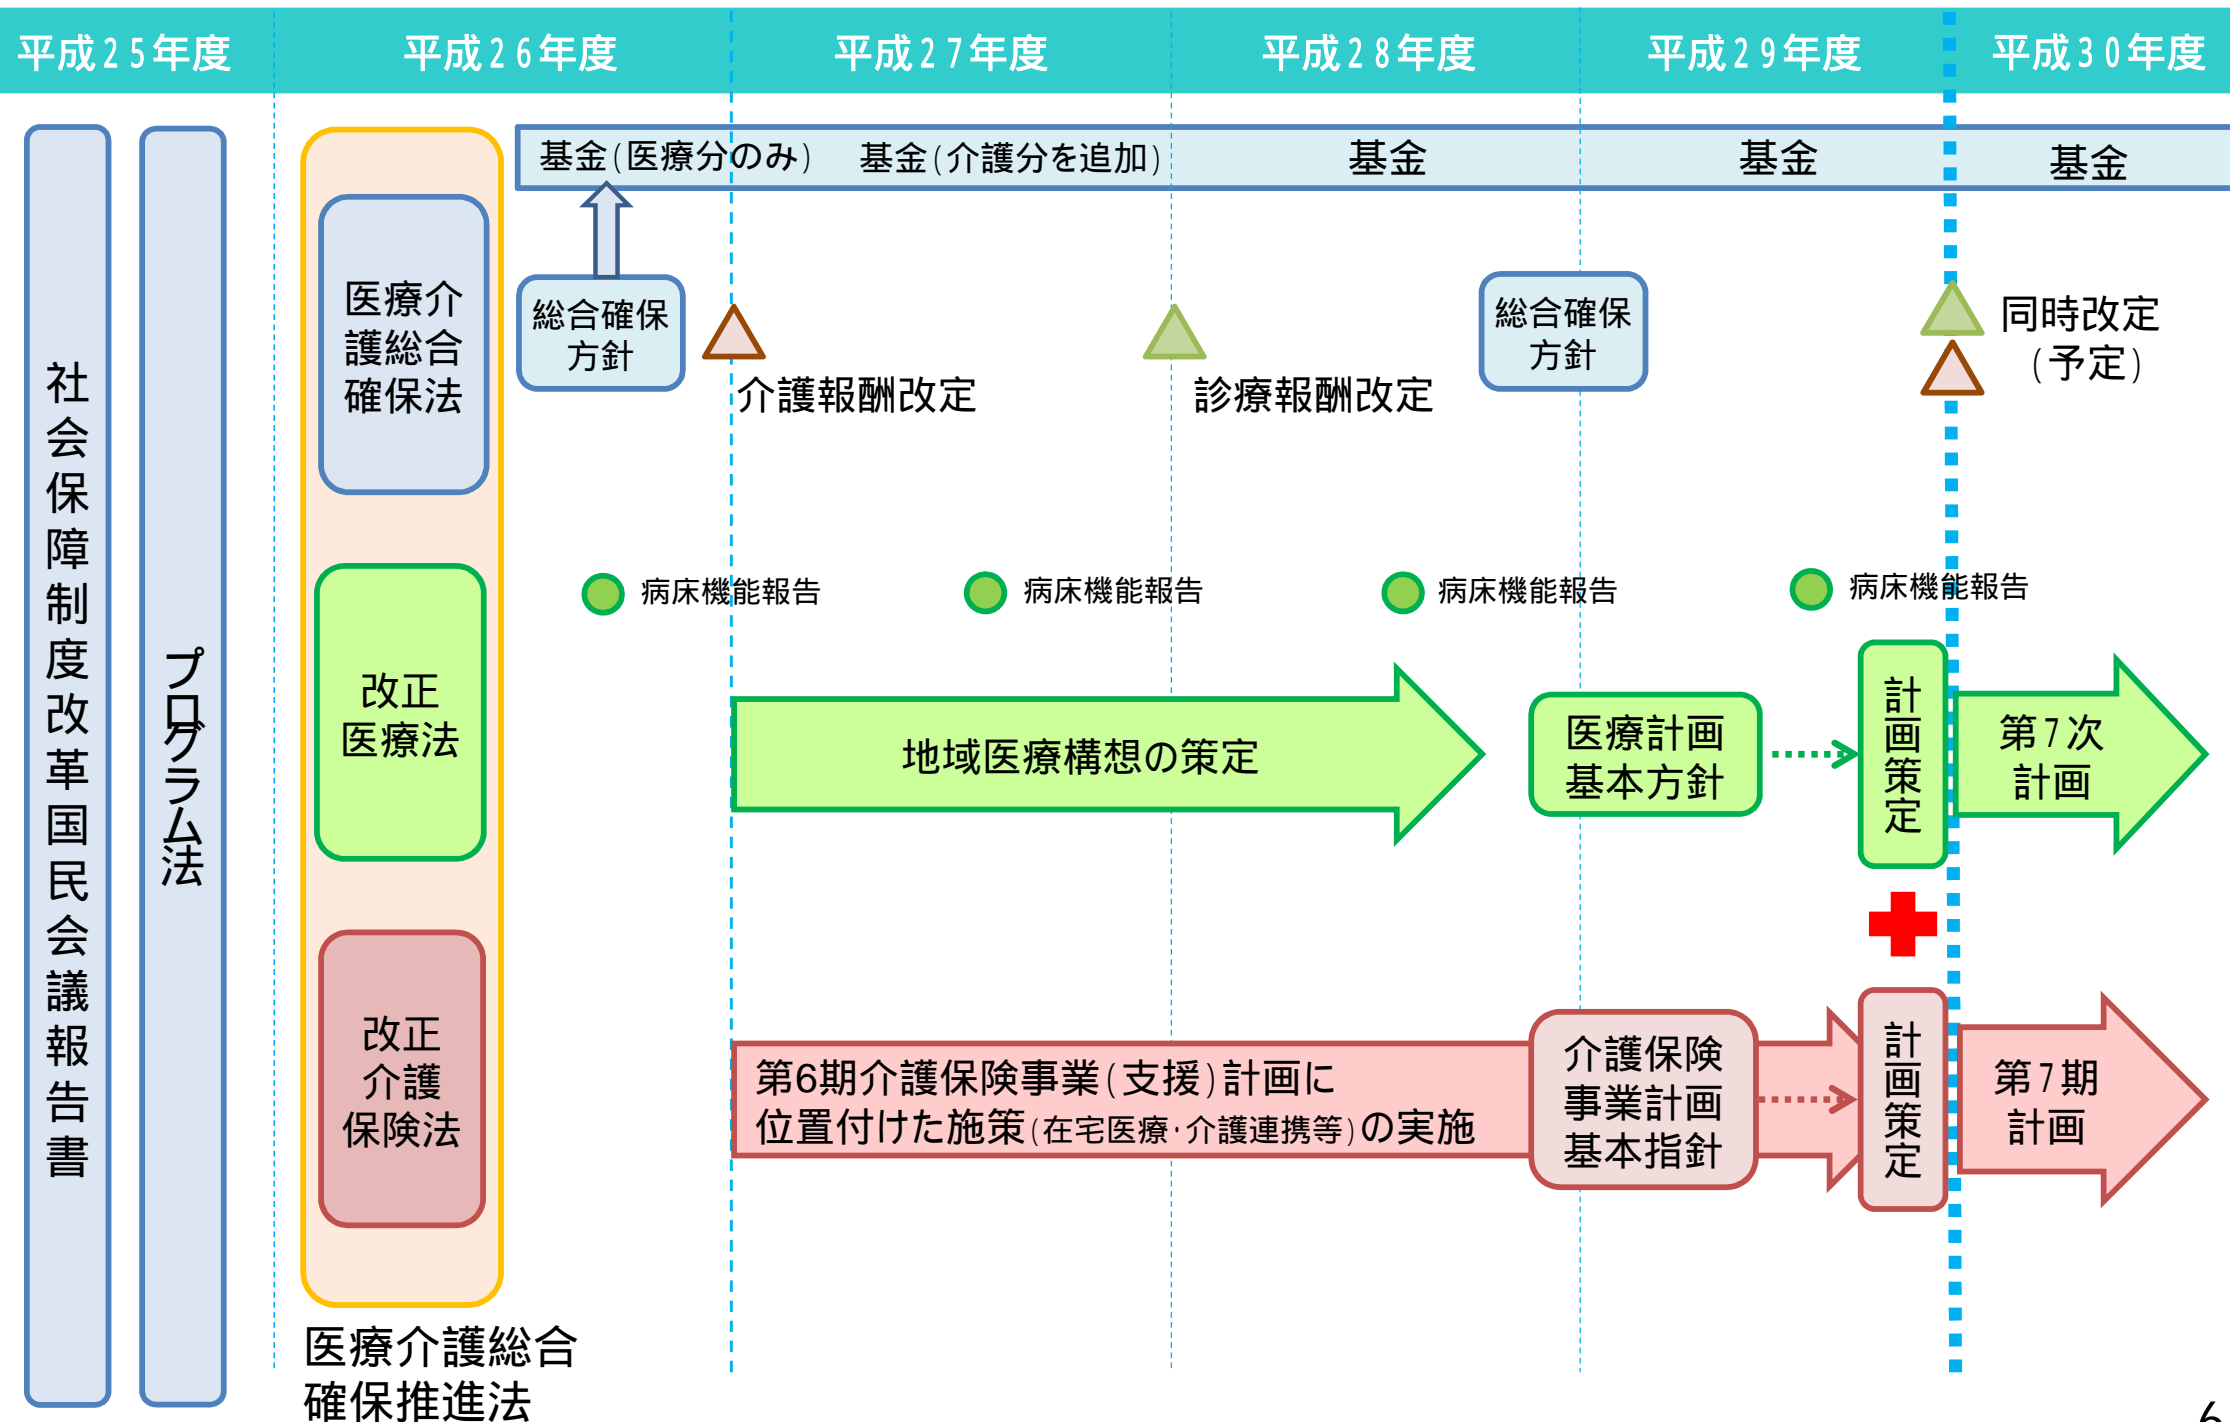 平成２５年度
平成２６年度
平成２７年度
平成２８年度
平成２９年度
平成３０年度
社会保障制度改革国民会議報告書
プログラム法
基金（医療分のみ）
基金（介護分を追加）
基金
基金
基金
医療介
護総合
確保法
総合確保
方針
介護報酬改定
診療報酬改定
総合確保
方針
同時改定
（予定）
病床機能報告
病床機能報告
病床機能報告
病床機能報告
改正
医療法
地域医療構想の策定
医療計画
基本方針
計画策定
第７次
計画
改正
介護
保険法
第6期介護保険事業（支援）計画に
位置付けた施策（在宅医療・介護連携等）の実施
介護保険
事業計画
基本指針
計画策定
第７期
計画
医療介護総合
確保推進法
6